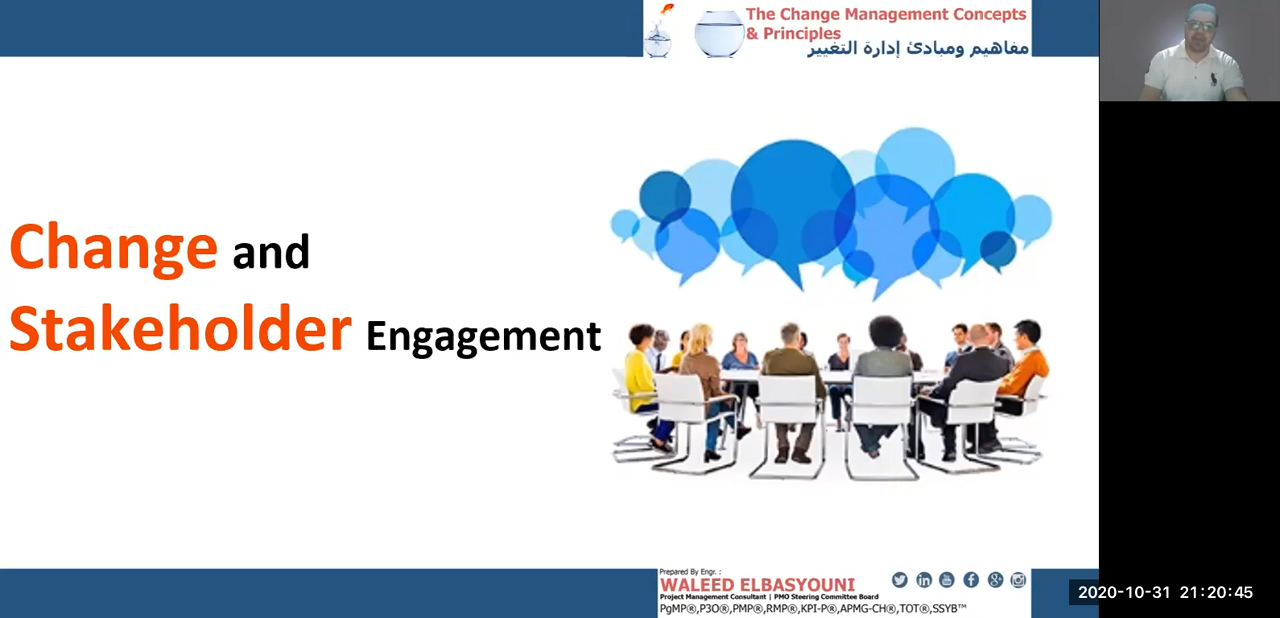 The Change Management Concepts
& Principles
مفاهيم ومبادئ إدارة التغيير
Change and
Stakeholder Engagement
Prepared By Engr. :
WALEED ELBASYOUNI
Project Management Consultant | PMO Steering Committee Board
PgMP®,P3O®,PMP®,RMP®,KPI-P®,APMG-CH®,TOT®,SSYB™
2020-10-31 21:20:45